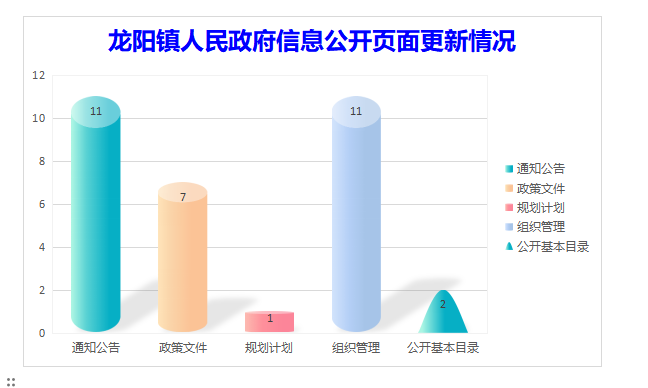 龙阳镇人民政府信息公开页面更新情况
12
10
8
6
4
2
0
11
7
1
11
2
通知公告
政策文件
规划计划
组织管理
公开基本目录
通知公告
政策文件
规划计划
组织管理
公开基本目录